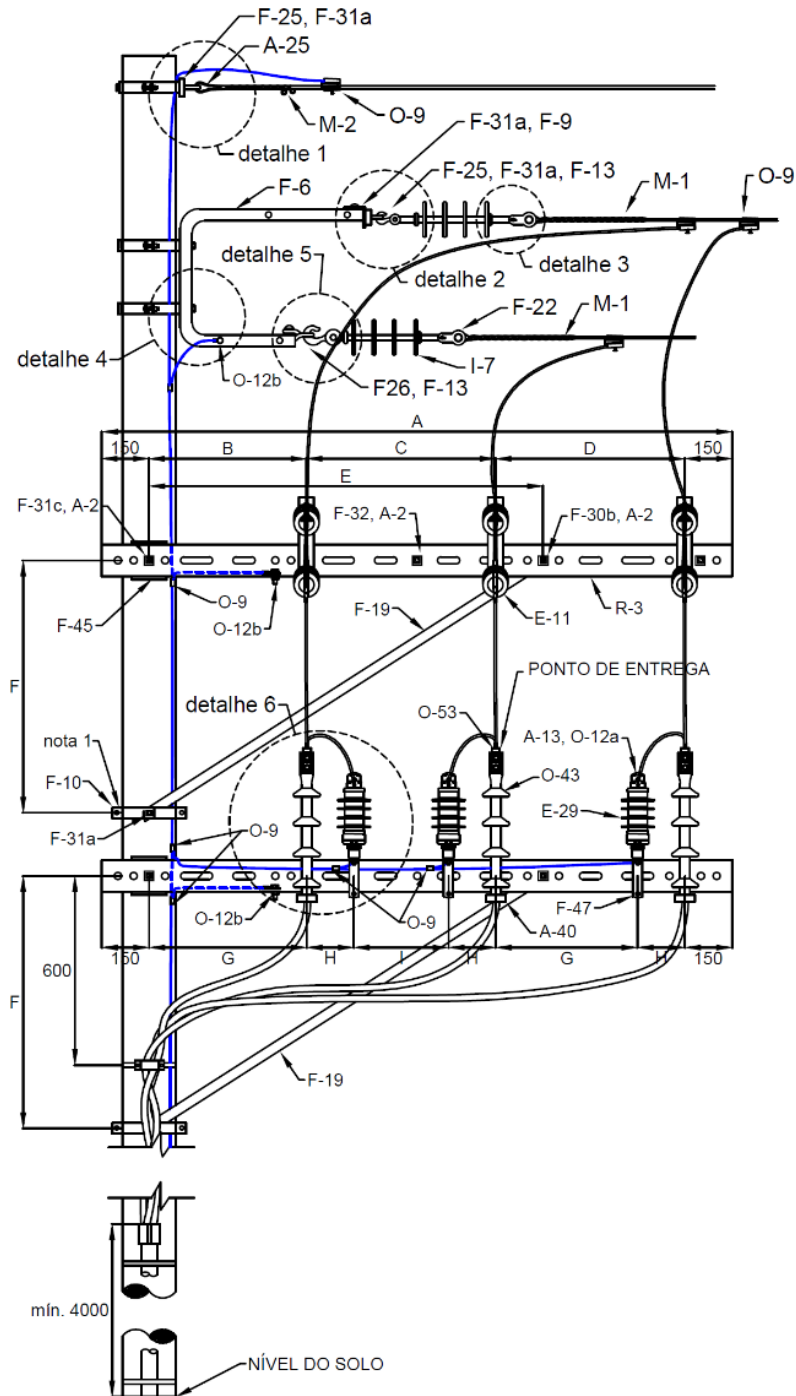 F-25, F-31a
A-25
M-2
O-9
detalhe 1
F-31a, F-9
F-25, F-31a, F-13
M-1
O-9
F-6
detalhe 5
detalhe 2
detalhe 3
F-22
M-1
detalhe 4
O-12b
F26, F-13
I-7
A
150
B
C
D
150
E
F-31c, A-2
F-32, A-2
F-30b, A-2
F-45
O-9
O-12b
F-19
E-11
R-3
F
detalhe 6
PONTO DE ENTREGA
nota 1
O-53
A-13, O-12a
F-10
O-43
E-29
F-31a
O-9
O-12b
O-9
F-47
A-40
150
G
H
I
H
G
H
150
600
F
F-19
mín. 4000
NÍVEL DO SOLO